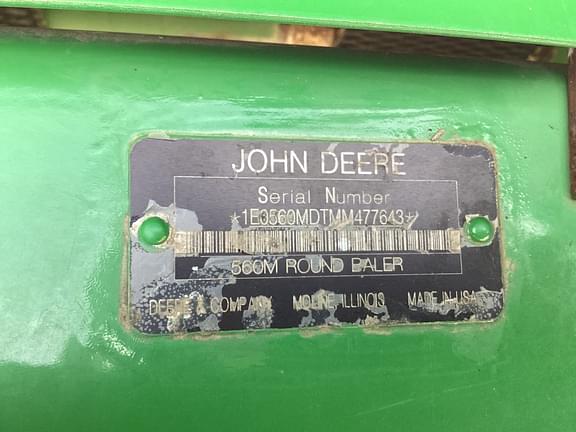 JOHN DEERE
Serial Number
*1E0560MDTMM477643*
560M ROUND BALER
DEERE & COMPANY MOLINE, ILLINOIS MADE IN USA